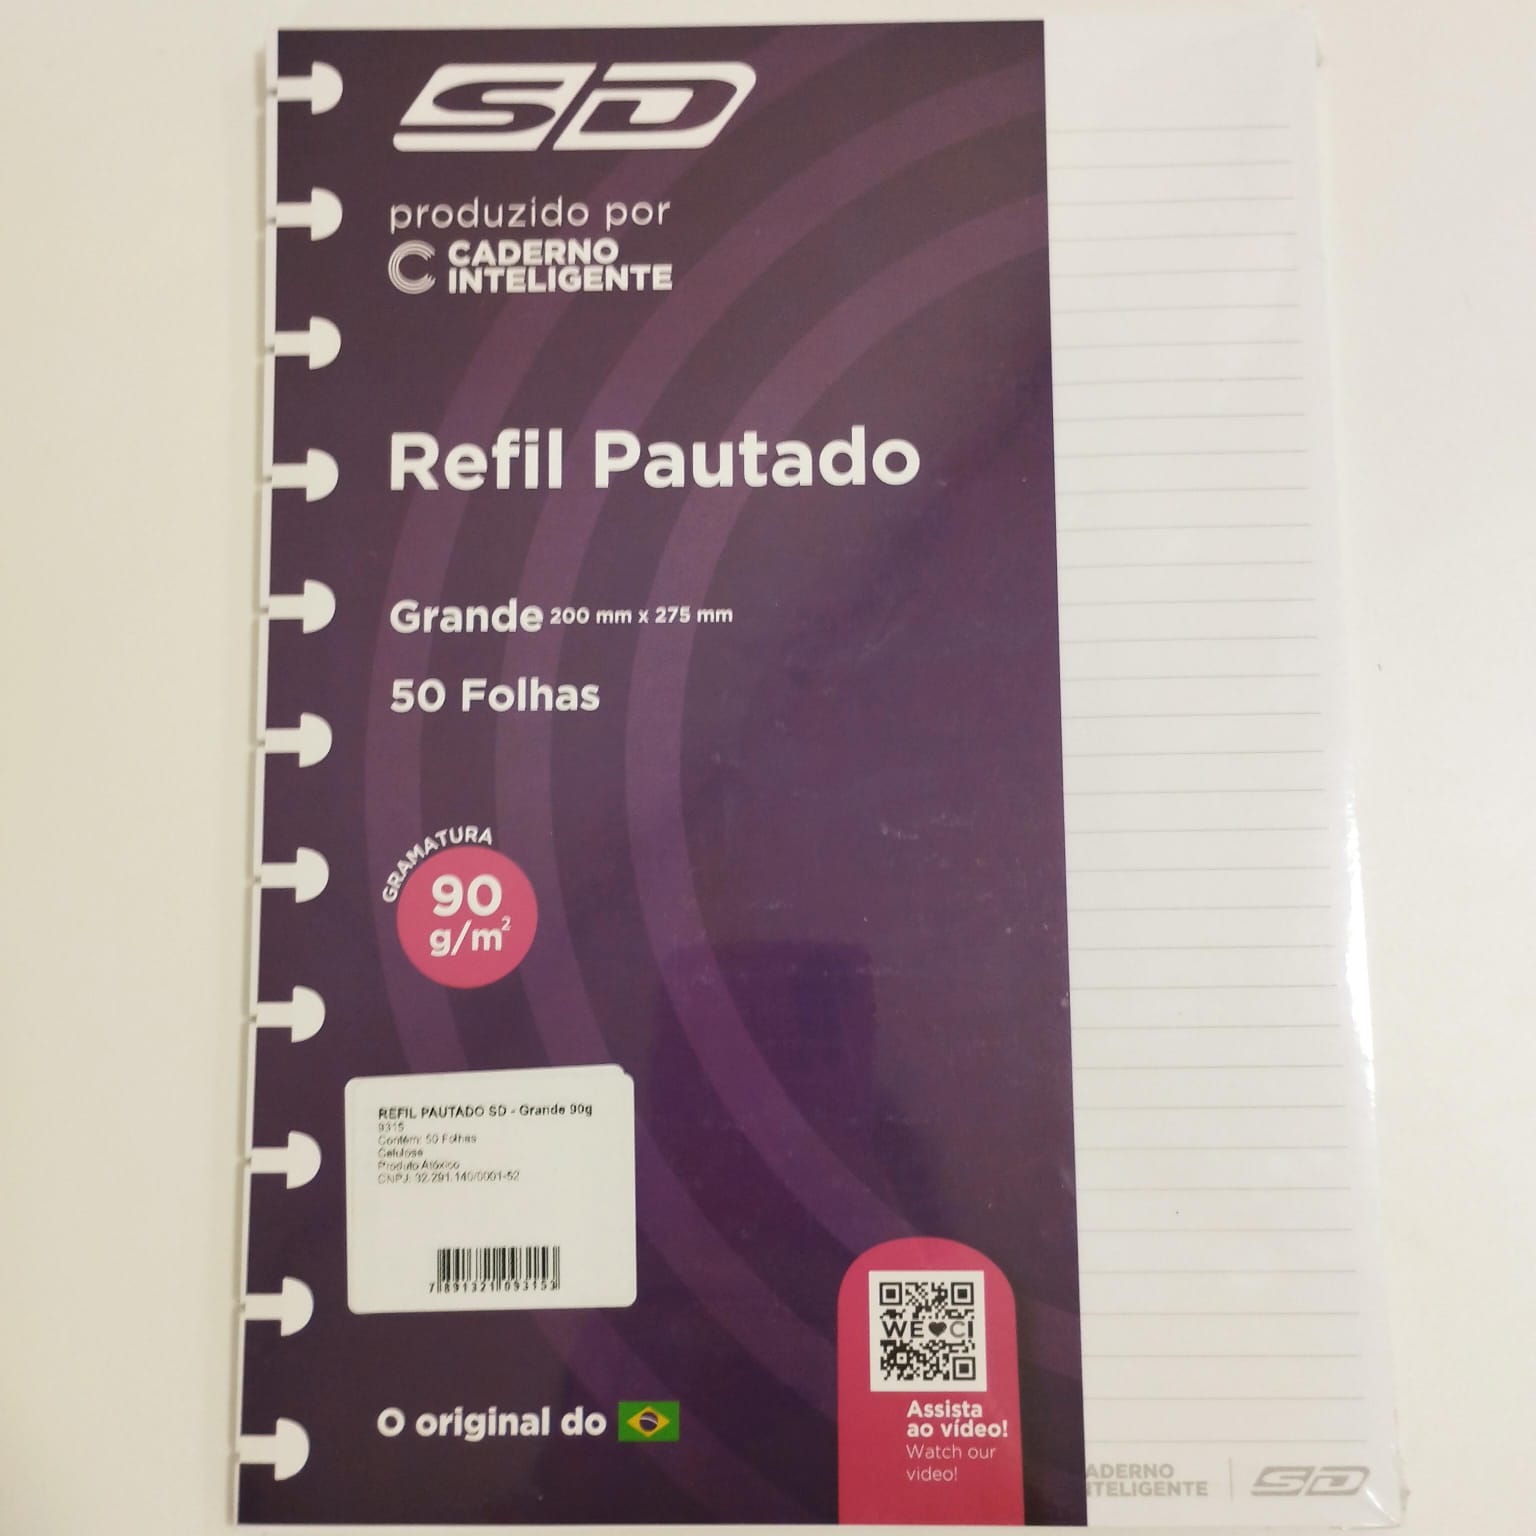 SD
produzido por
CADERNO
INTELIGENTE
Refil Pautado
Grande 200 mm x 275 mm
50 Folhas
GRAMATURA
90
g/m²
REFIL PAUTADO SD - Grande 90g
9315
Contém: 50 Folhas
Celulose
Produto Atóxico
CNPJ: 32.291.140/0001-52
7891321093153
WE CI
Assista
ao vídeo!
Watch our
video!
O original do
ADERNO
TELIGENTE
SD